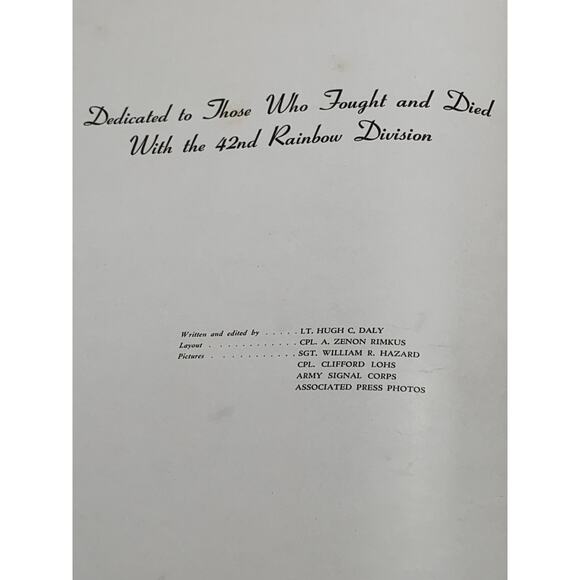 Dedicated to Those Who Fought and Died
With the 42nd Rainbow Division
Written and edited by . . . . . LT. HUGH C. DALY
Layout . . . . . . . . . . . . CPL. A. ZENON RIMKUS
Pictures . . . . . . . . . . . SGT. WILLIAM R. HAZARD
CPL. CLIFFORD LOHS
ARMY SIGNAL CORPS
ASSOCIATED PRESS PHOTOS